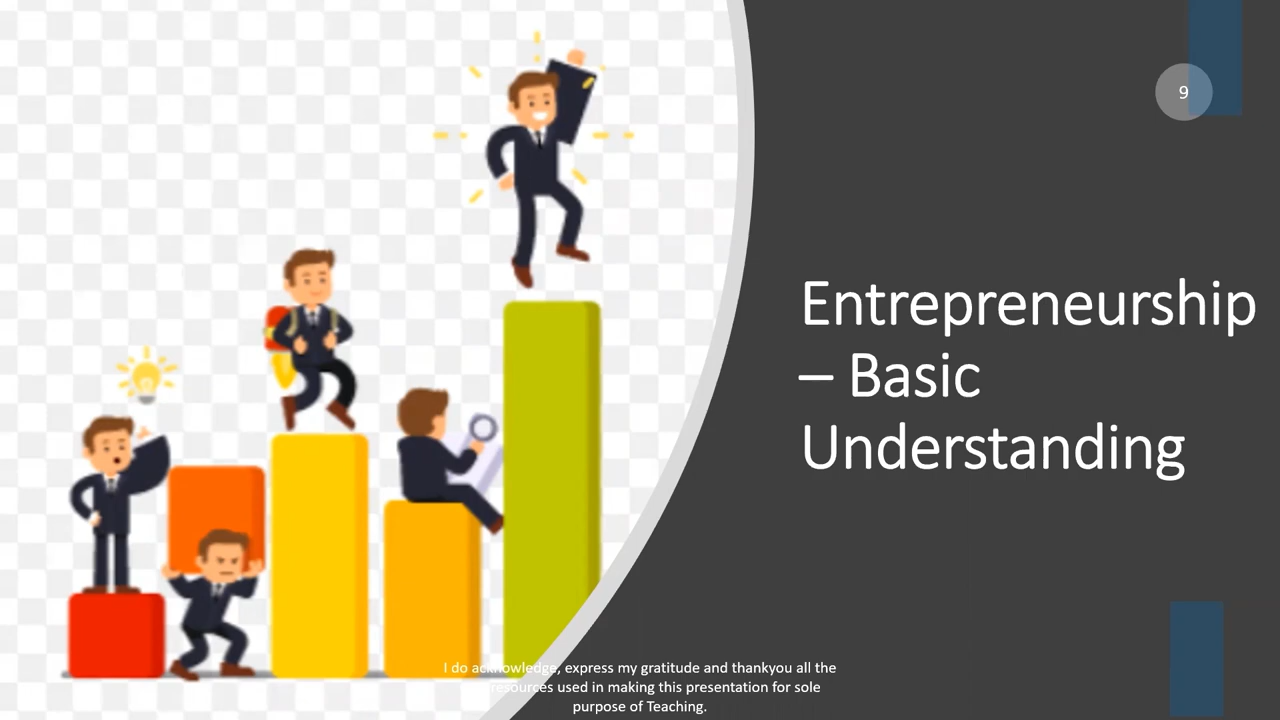 9
Entrepreneurship
– Basic
Understanding
I do acknowledge, express my gratitude and thankyou all the
resources used in making this presentation for sole
purpose of Teaching.